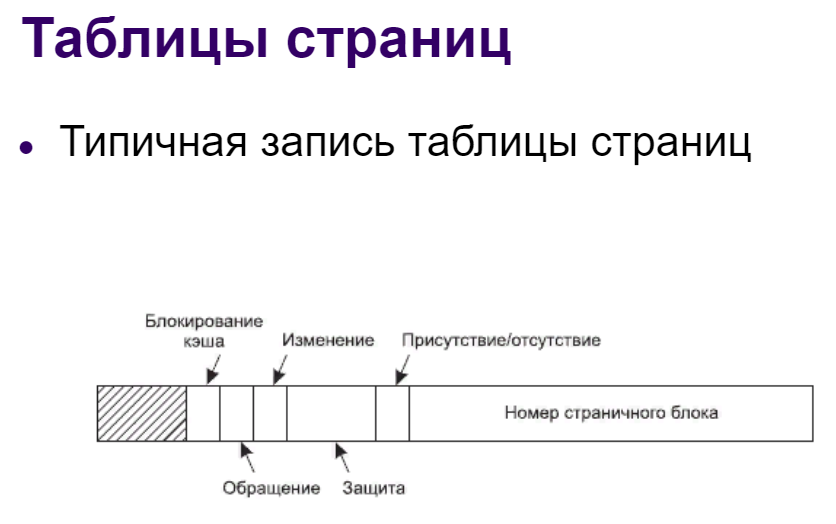 Таблицы страниц
Типичная запись таблицы страниц
Блокирование
кэша
Изменение
Присутствие/отсутствие
Номер страничного блока
Обращение
Защита